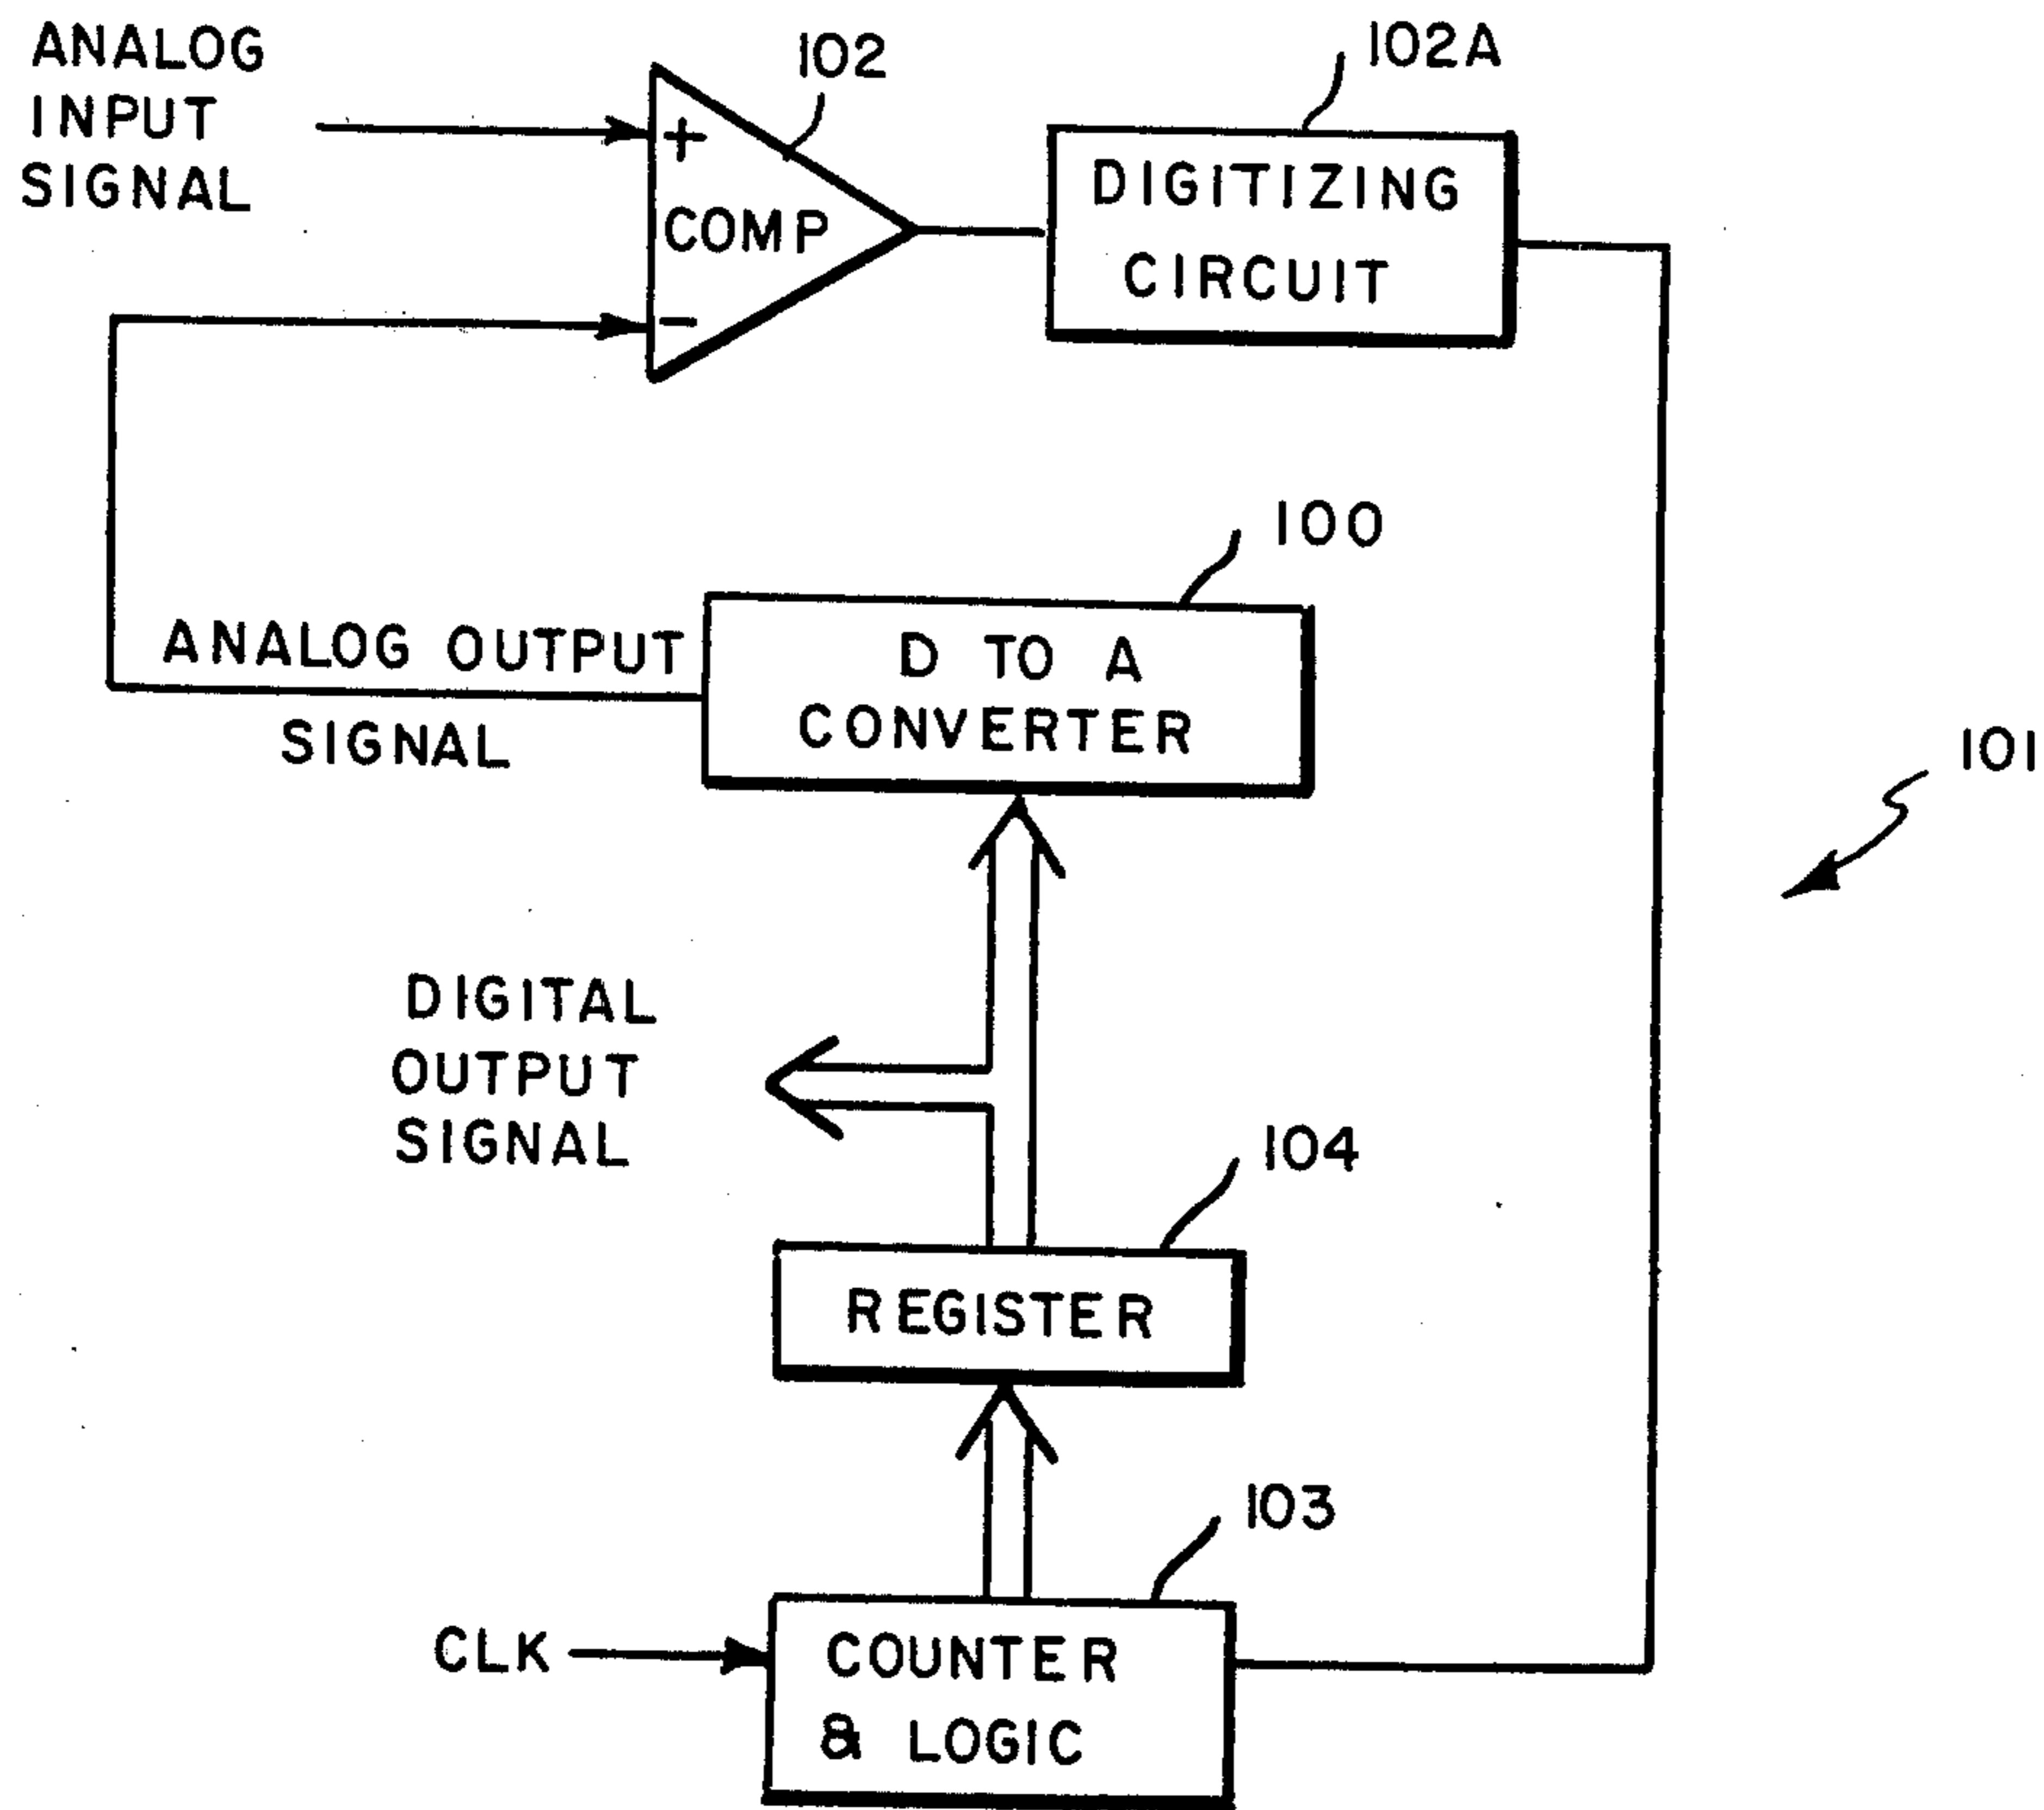 ANALOG
INPUT
SIGNAL
102
102A
+
COMP
−
DIGITIZING
CIRCUIT
100
D TO A
CONVERTER
ANALOG OUTPUT
SIGNAL
101
DIGITAL
OUTPUT
SIGNAL
104
REGISTER
103
CLK
COUNTER
& LOGIC